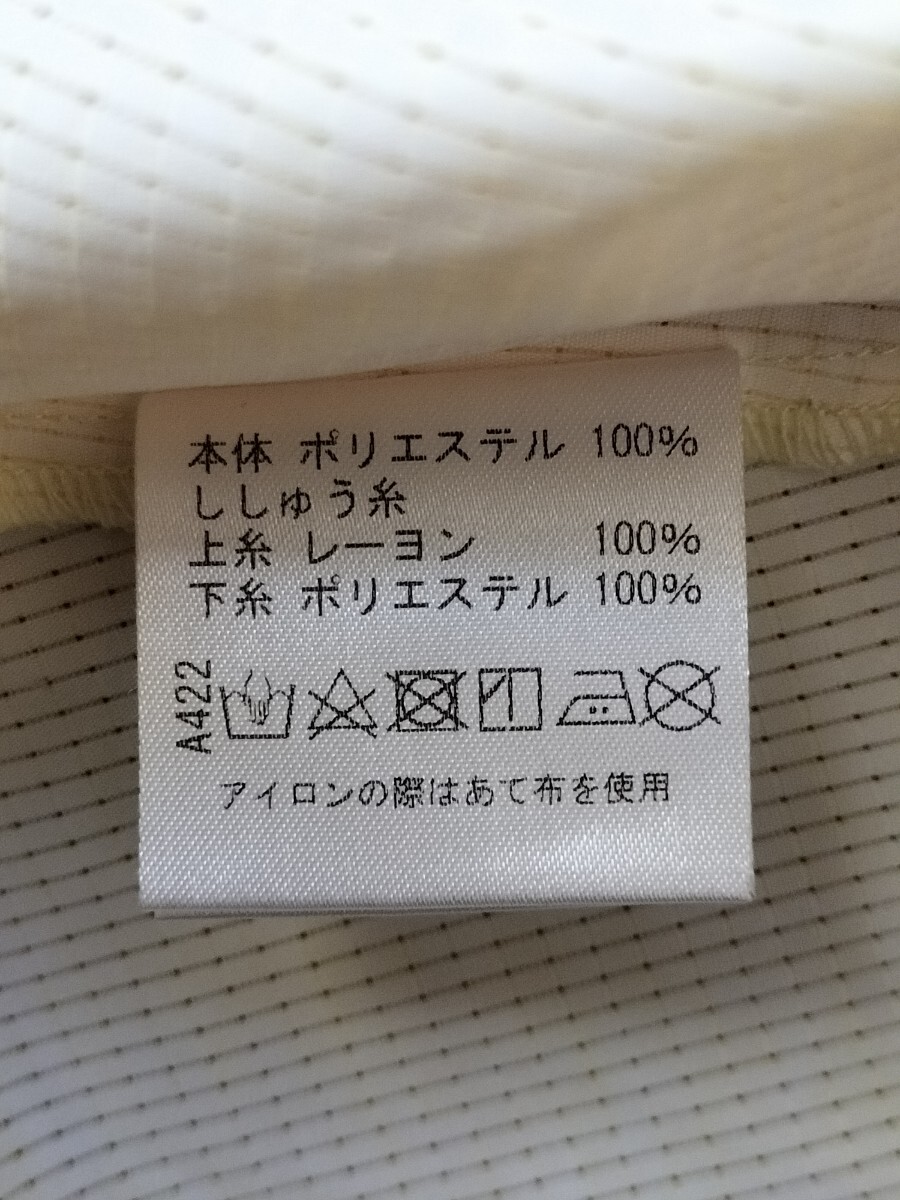 本体 ポリエステル 100%
ししゅう糸
上糸 レーヨン 100%
下糸 ポリエステル 100%
A422
アイロンの際はあて布を使用